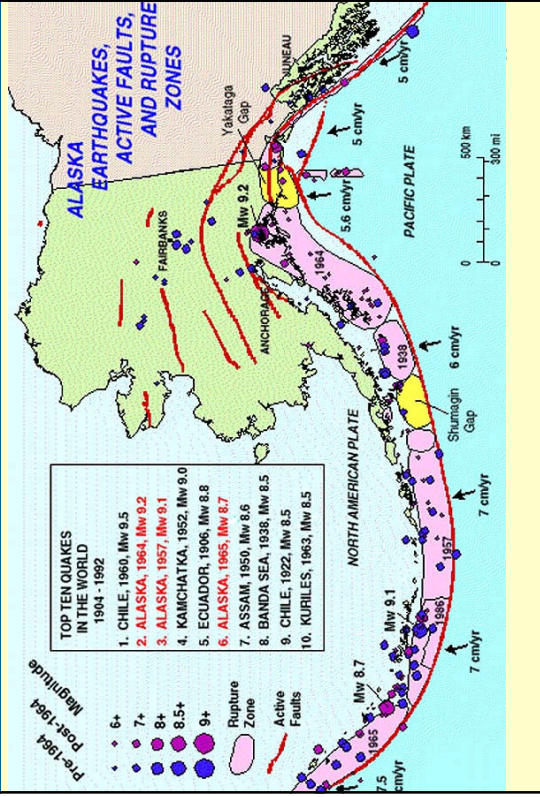 ALASKA
EARTHQUAKES,
ACTIVE FAULTS,
AND RUPTURE
ZONES
TOP TEN QUAKES
IN THE WORLD
1904 - 1992
1. CHILE, 1960, Mw 9.5
2. ALASKA, 1964, Mw 9.2
3. ALASKA, 1957, Mw 9.1
4. KAMCHATKA, 1952, Mw 9.0
5. ECUADOR, 1906, Mw 8.8
6. ALASKA, 1965, Mw 8.7
7. ASSAM, 1950, Mw 8.6
8. BANDA SEA, 1938, Mw 8.5
9. CHILE, 1922, Mw 8.5
10. KURILES, 1963, Mw 8.5
Pre-1964
Post-1964
Magnitude
6+
7+
8+
8.5+
9+
Rupture
Zone
Active
Faults
FAIRBANKS
ANCHORAGE
JUNEAU
Yakataga
Gap
Mw 9.2
1964
1938
Shumagin
Gap
NORTH AMERICAN PLATE
PACIFIC PLATE
1957
1986
1965
Mw 9.1
Mw 8.7
7.5
cm/yr
7 cm/yr
7 cm/yr
6 cm/yr
5.6 cm/yr
5 cm/yr
5 cm/yr
0 500 km
0 300 mi